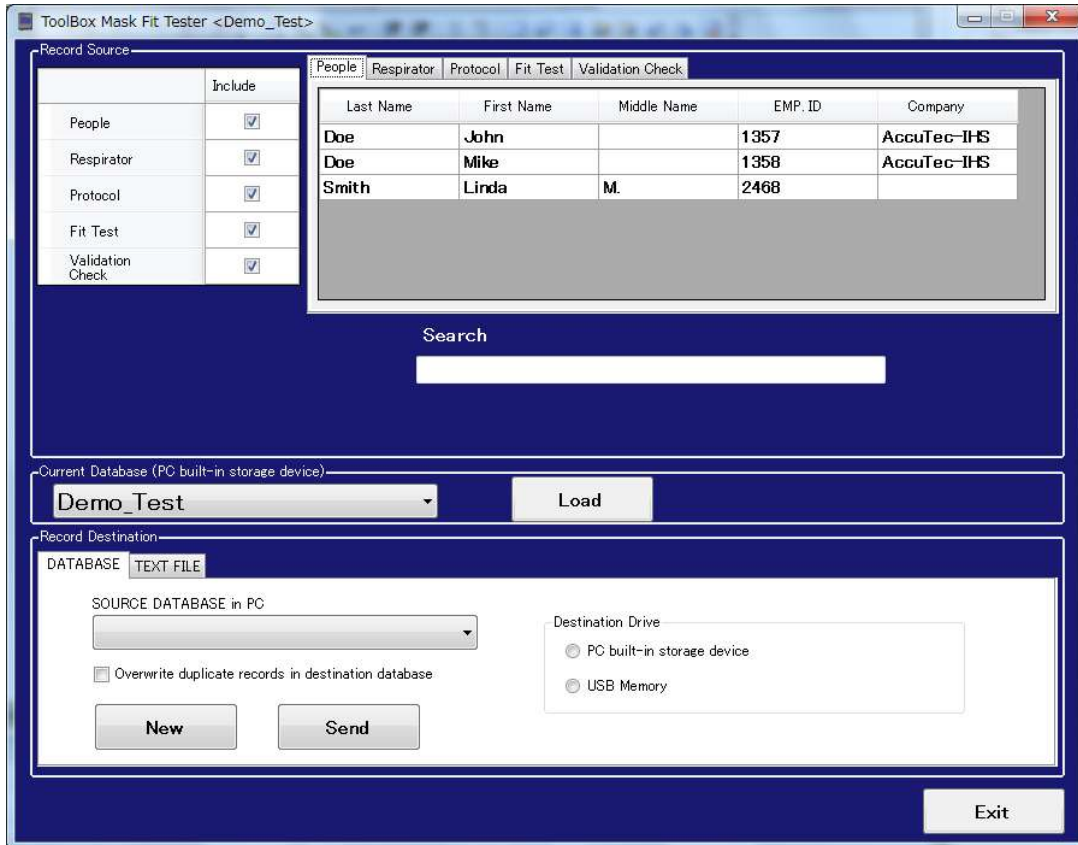 ToolBox Mask Fit Tester <Demo_Test>
Record Source
Include
People
Respirator
Protocol
Fit Test
Validation
Check
People Respirator Protocol Fit Test Validation Check
Last Name First Name Middle Name EMP. ID Company
Doe John 1357 AccuTec-IHS
Doe Mike 1358 AccuTec-IHS
Smith Linda M. 2468
Search
Current Database (PC built-in storage device)
Demo_Test Load
Record Destination
DATABASE TEXT FILE
SOURCE DATABASE in PC
Overwrite duplicate records in destination database
New Send
Destination Drive
PC built-in storage device
USB Memory
Exit